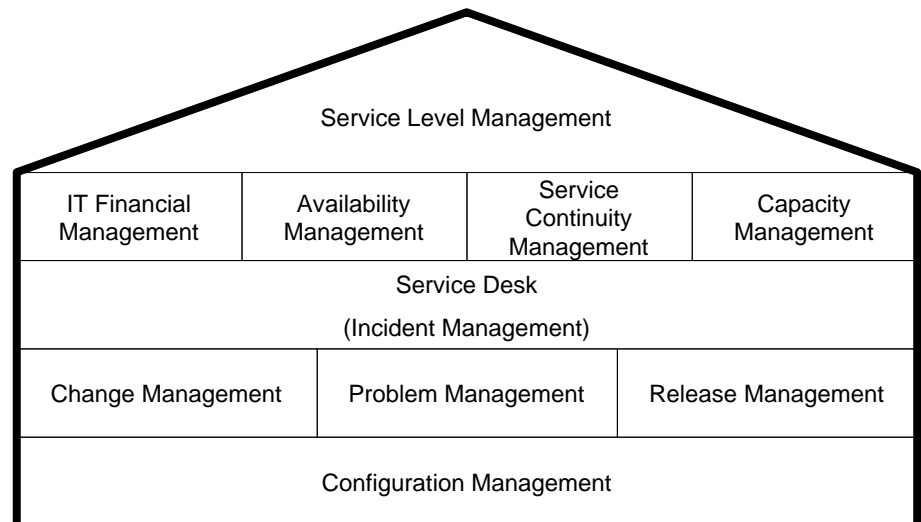 Service Level Management
IT Financial
Management
Availability
Management
Service
Continuity
Management
Capacity
Management
Service Desk
(Incident Management)
Change Management
Problem Management
Release Management
Configuration Management